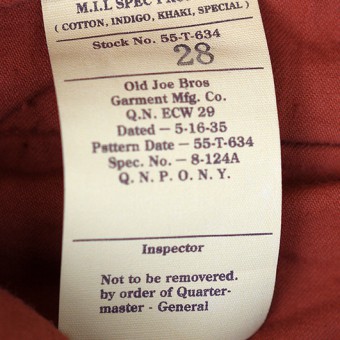 M.I.L SPEC
( COTTON, INDIGO, KHAKI, SPECIAL )
Stock No. 55-T-634
28
Old Joe Bros
Garment Mfg. Co.
Q.N. ECW 29
Dated – 5-16-35
Pattern Date – 55-T-634
Spec. No. – 8-124A
Q. N. P. O. N. Y.
Inspector
Not to be removed.
by order of Quarter-
master - General